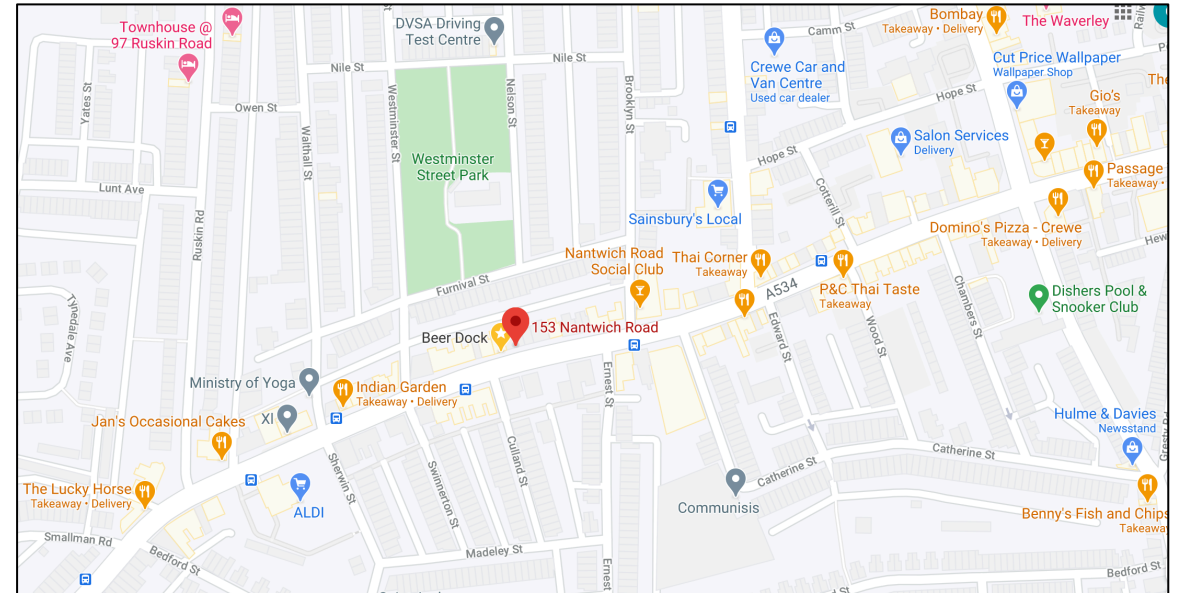 Townhouse @
97 Ruskin Road
DVSA Driving
Test Centre
Bombay
Takeaway • Delivery
The Waverley
Camm St
Crewe Car and
Van Centre
Used car dealer
Cut Price Wallpaper
Wallpaper Shop
Nile St
Nile St
Yates St
Owen St
Westminster St
Nelson St
Brooklyn St
Hope St
Gio's
Takeaway
The
Walthall St
Salon Services
Delivery
Westminster
Street Park
Hope St
Passage
Takeaway •
Lunt Ave
Cotterill St
Sainsbury's Local
Ruskin Rd
Domino's Pizza - Crewe
Takeaway • Delivery
Hew
Nantwich Road
Social Club
Thai Corner
Takeaway
Furnival St
A534
P&C Thai Taste
Takeaway
Chambers St
Dishers Pool &
Snooker Club
Tynedale Ave
Beer Dock
153 Nantwich Road
Edward St
Wood St
Ministry of Yoga
Indian Garden
Takeaway • Delivery
Ernest St
XI
Jan's Occasional Cakes
Hulme & Davies
Newsstand
Gresty Rd
Culland St
Catherine St
Sherwin St
Swinnerton St
Catherine St
The Lucky Horse
Takeaway • Delivery
ALDI
Communisis
Benny's Fish and Chips
Takeaway
Smallman Rd
Bedford St
Madeley St
Ernest
Bedford St